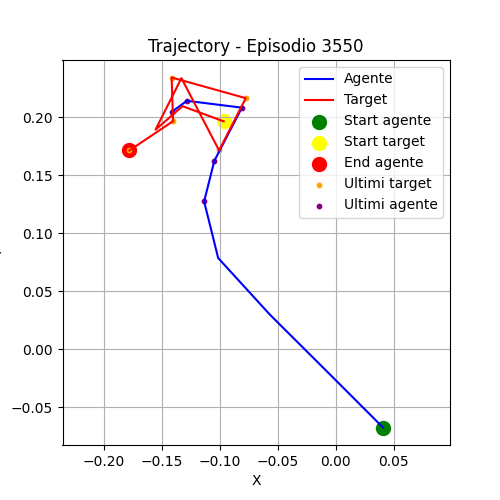 Trajectory - Episodio 3550
Agente
Target
Start agente
Start target
End agente
Ultimi target
Ultimi agente
0.20
0.15
0.10
0.05
0.00
−0.05
−0.20 −0.15 −0.10 −0.05 0.00 0.05
X